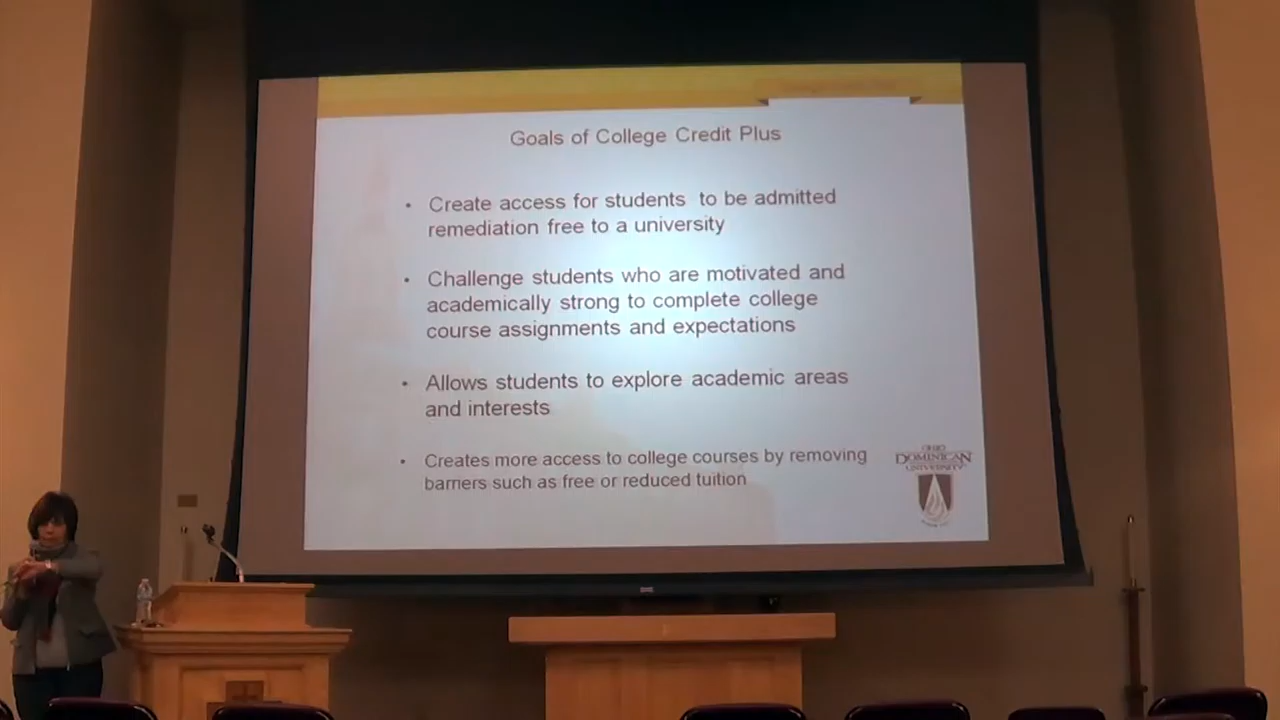 Goals of College Credit Plus
• Create access for students to be admitted
remediation free to a university
• Challenge students who are motivated and
academically strong to complete college
course assignments and expectations
• Allows students to explore academic areas
and interests
• Creates more access to college courses by removing
barriers such as free or reduced tuition
OHIO
DOMINICAN
UNIVERSITY